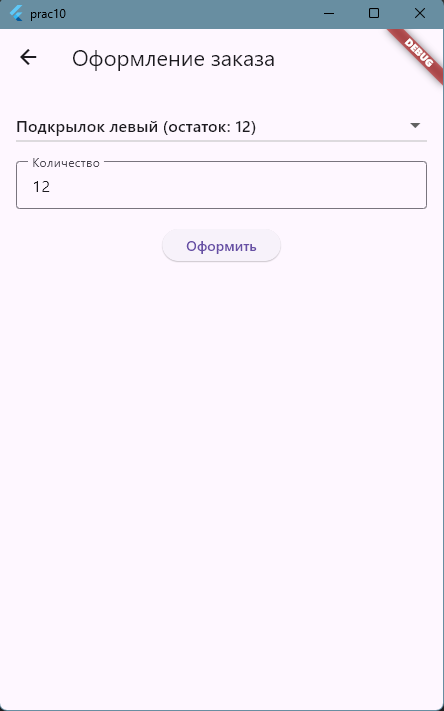 prac10
Оформление заказа
DEBUG
Подкрылок левый (остаток: 12)
Количество
12
Оформить